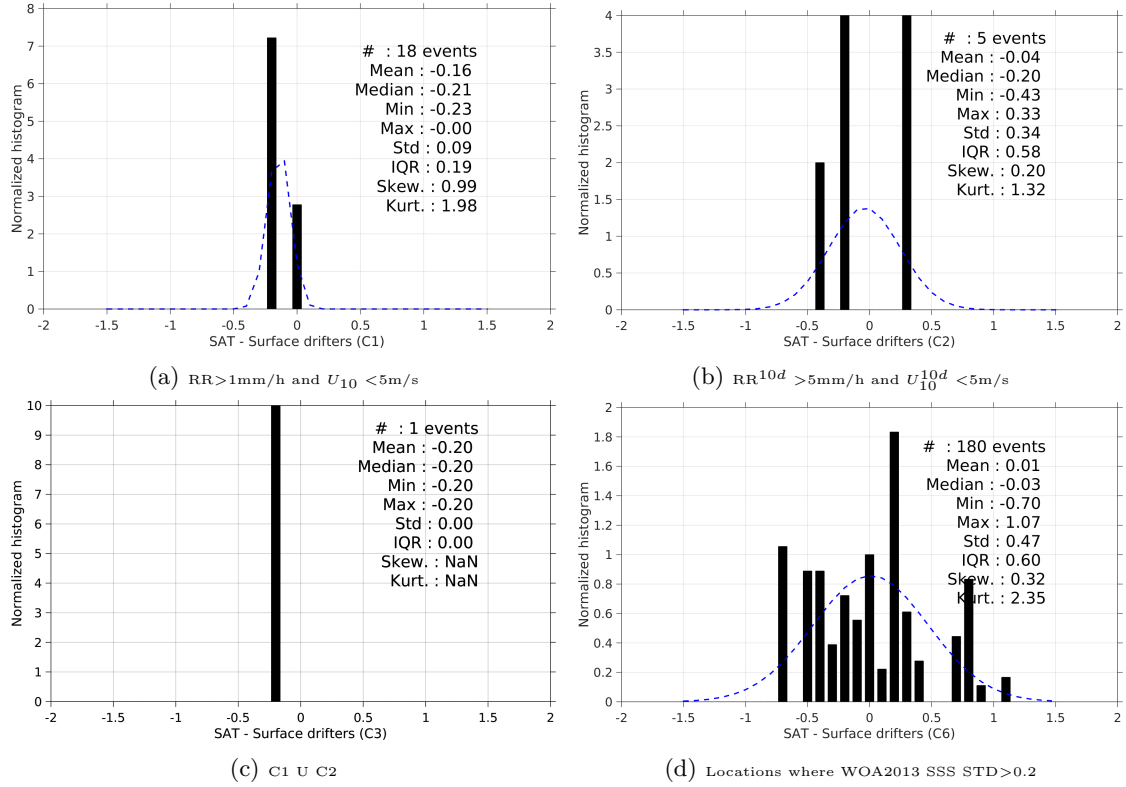 8
7
6
5
4
3
2
1
0
Normalized histogram
# : 18 events
Mean : -0.16
Median : -0.21
Min : -0.23
Max : -0.00
Std : 0.09
IQR : 0.19
Skew. : 0.99
Kurt. : 1.98
-2 -1.5 -1 -0.5 0 0.5 1 1.5 2
SAT - Surface drifters (C1)
(a) RR>1mm/h and U10 <5m/s
4
3.5
3
2.5
2
1.5
1
0.5
0
Normalized histogram
# : 5 events
Mean : -0.04
Median : -0.20
Min : -0.43
Max : 0.33
Std : 0.34
IQR : 0.58
Skew. : 0.20
Kurt. : 1.32
-2 -1.5 -1 -0.5 0 0.5 1 1.5 2
SAT - Surface drifters (C2)
(b) RR10d >5mm/h and U10d10 <5m/s
10
9
8
7
6
5
4
3
2
1
0
Normalized histogram
# : 1 events
Mean : -0.20
Median : -0.20
Min : -0.20
Max : -0.20
Std : 0.00
IQR : 0.00
Skew. : NaN
Kurt. : NaN
-2 -1.5 -1 -0.5 0 0.5 1 1.5 2
SAT - Surface drifters (C3)
(c) C1 U C2
2
1.8
1.6
1.4
1.2
1
0.8
0.6
0.4
0.2
0
Normalized histogram
# : 180 events
Mean : 0.01
Median : -0.03
Min : -0.70
Max : 1.07
Std : 0.47
IQR : 0.60
Skew. : 0.32
Kurt. : 2.35
-2 -1.5 -1 -0.5 0 0.5 1 1.5 2
SAT - Surface drifters (C6)
(d) Locations where WOA2013 SSS STD>0.2